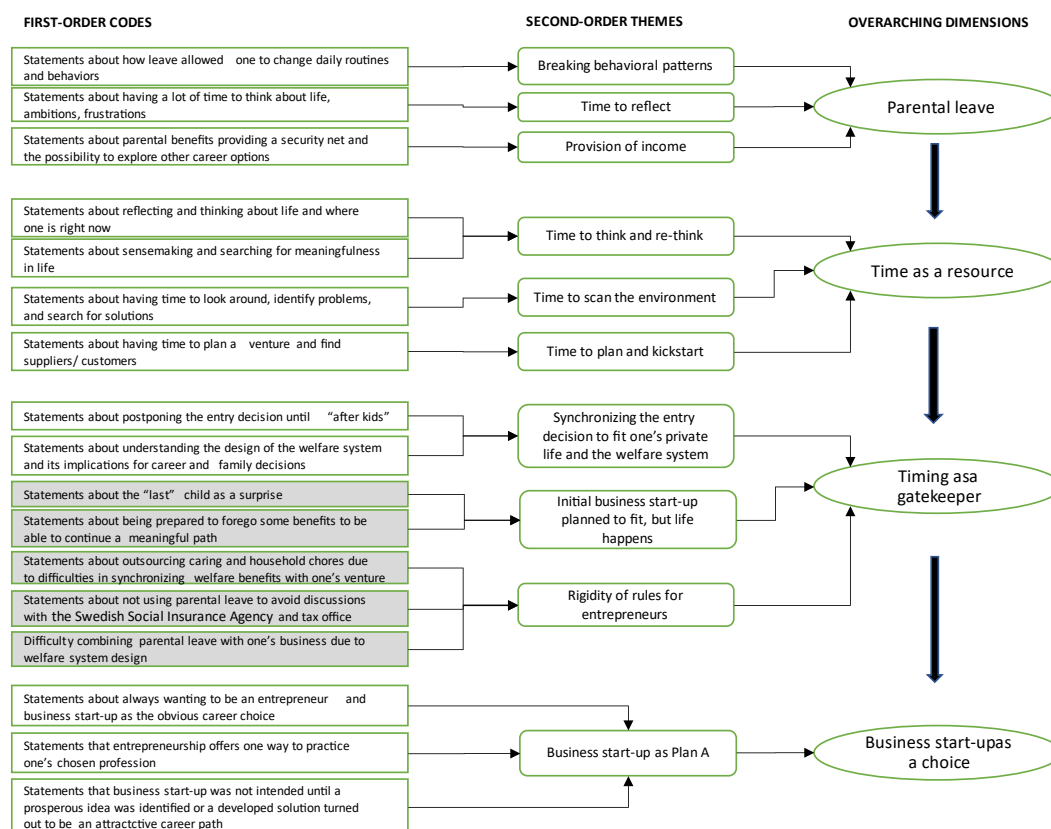 FIRST-ORDER CODES
SECOND-ORDER THEMES
OVERARCHING DIMENSIONS
Statements about how leave allowed one to change daily routines
and behaviors
Breaking behavioral patterns
Statements about having a lot of time to think about life,
ambitions, frustrations
Time to reflect
Parental leave
Statements about parental benefits providing a security net and
the possibility to explore other career options
Provision of income
Statements about reflecting and thinking about life and where
one is right now
Statements about sensemaking and searching for meaningfulness
in life
Time to think and re-think
Statements about having time to look around, identify problems,
and search for solutions
Time to scan the environment
Time as a resource
Statements about having time to plan a venture and find
suppliers/ customers
Time to plan and kickstart
Statements about postponing the entry decision until "after kids"
Statements about understanding the design of the welfare system
and its implications for career and family decisions
Synchronizing the entry
decision to fit one's private
life and the welfare system
Statements about the "last" child as a surprise
Statements about being prepared to forego some benefits to be
able to continue a meaningful path
Initial business start-up
planned to fit, but life
happens
Timing asa
gatekeeper
Statements about outsourcing caring and household chores due
to difficulties in synchronizing welfare benefits with one's venture
Statements about not using parental leave to avoid discussions
with the Swedish Social Insurance Agency and tax office
Difficulty combining parental leave with one's business due to
welfare system design
Rigidity of rules for
entrepreneurs
Statements about always wanting to be an entrepreneur and
business start-up as the obvious career choice
Statements that entrepreneurship offers one way to practice
one's chosen profession
Statements that business start-up was not intended until a
prosperous idea was identified or a developed solution turned
out to be an attractctive career path
Business start-up as Plan A
Business start-upas
a choice